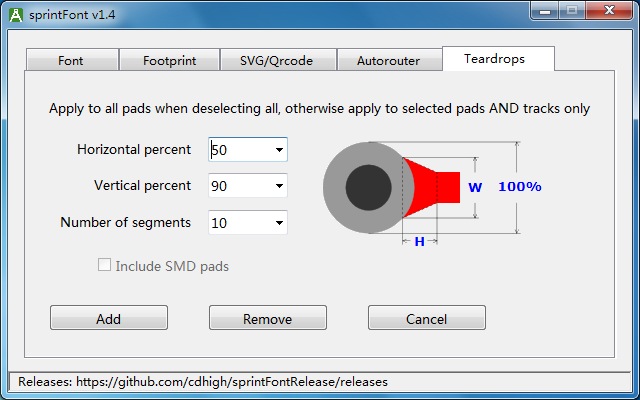 sprintFont v1.4
Font
Footprint
SVG/Qrcode
Autorouter
Teardrops
Apply to all pads when deselecting all, otherwise apply to selected pads AND tracks only
Horizontal percent
50
Vertical percent
90
Number of segments
10
W
100%
H
Include SMD pads
Add
Remove
Cancel
Releases: https://github.com/cdhigh/sprintFontRelease/releases